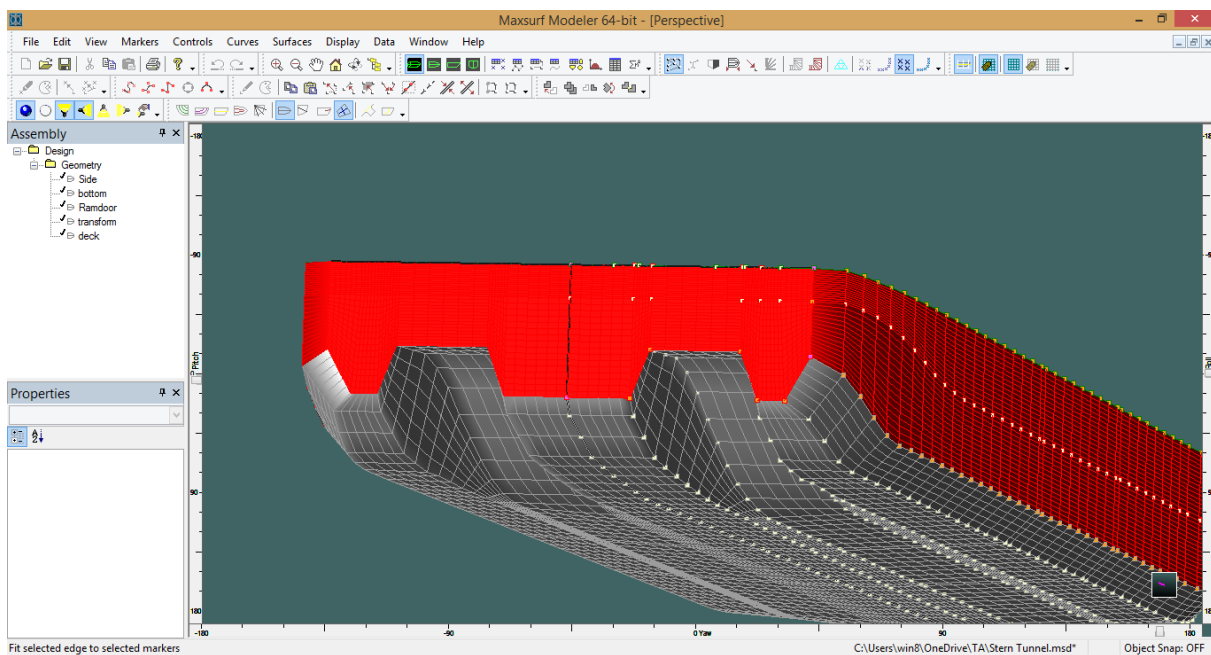 Maxsurf Modeler 64-bit - [Perspective]
File Edit View Markers Controls Curves Surfaces Display Data Window Help
Assembly
Design
Geometry
Side
bottom
Ramdoor
transform
deck
Properties
-180
-90
Pitch
90
180
-180 -90 0 Yaw 90 180
-90
Roll
Fit selected edge to selected markers C:\Users\win8\OneDrive\TA\Stern Tunnel.msd* Object Snap: OFF